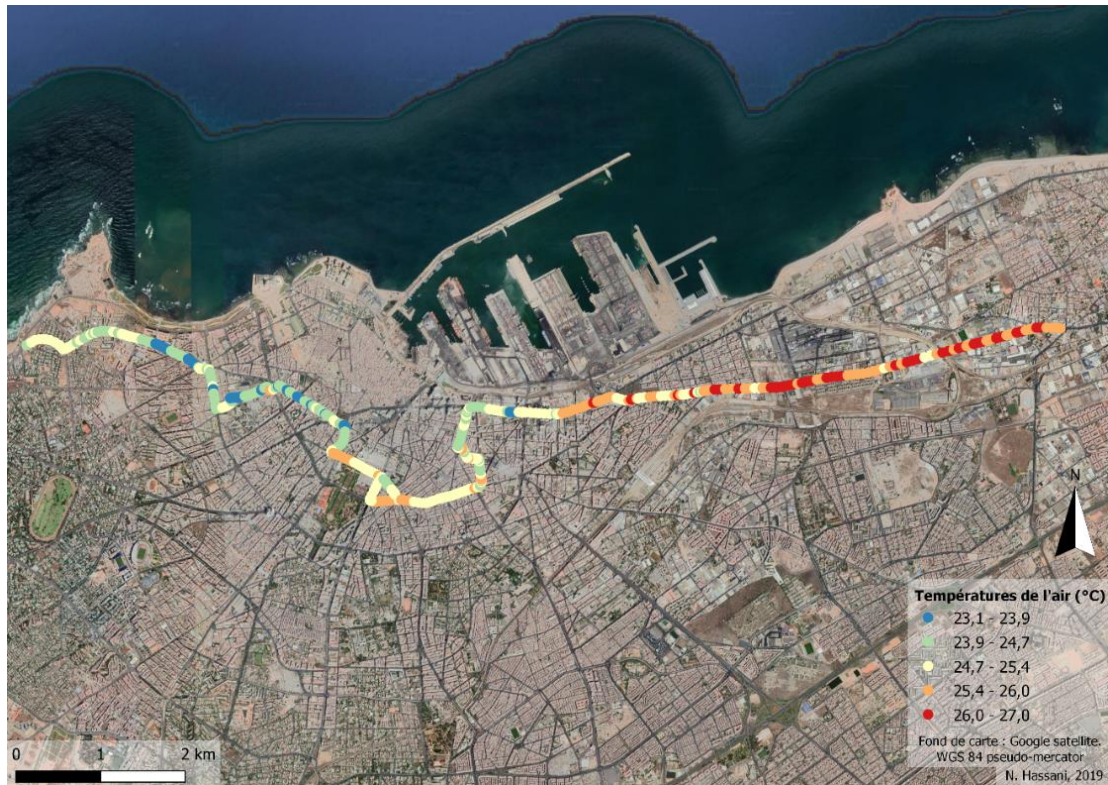 N
Températures de l'air (°C)
23,1 - 23,9
23,9 - 24,7
24,7 - 25,4
25,4 - 26,0
26,0 - 27,0
Fond de carte : Google satellite.
WGS 84 pseudo-mercator
N. Hassani, 2019
0 1 2 km